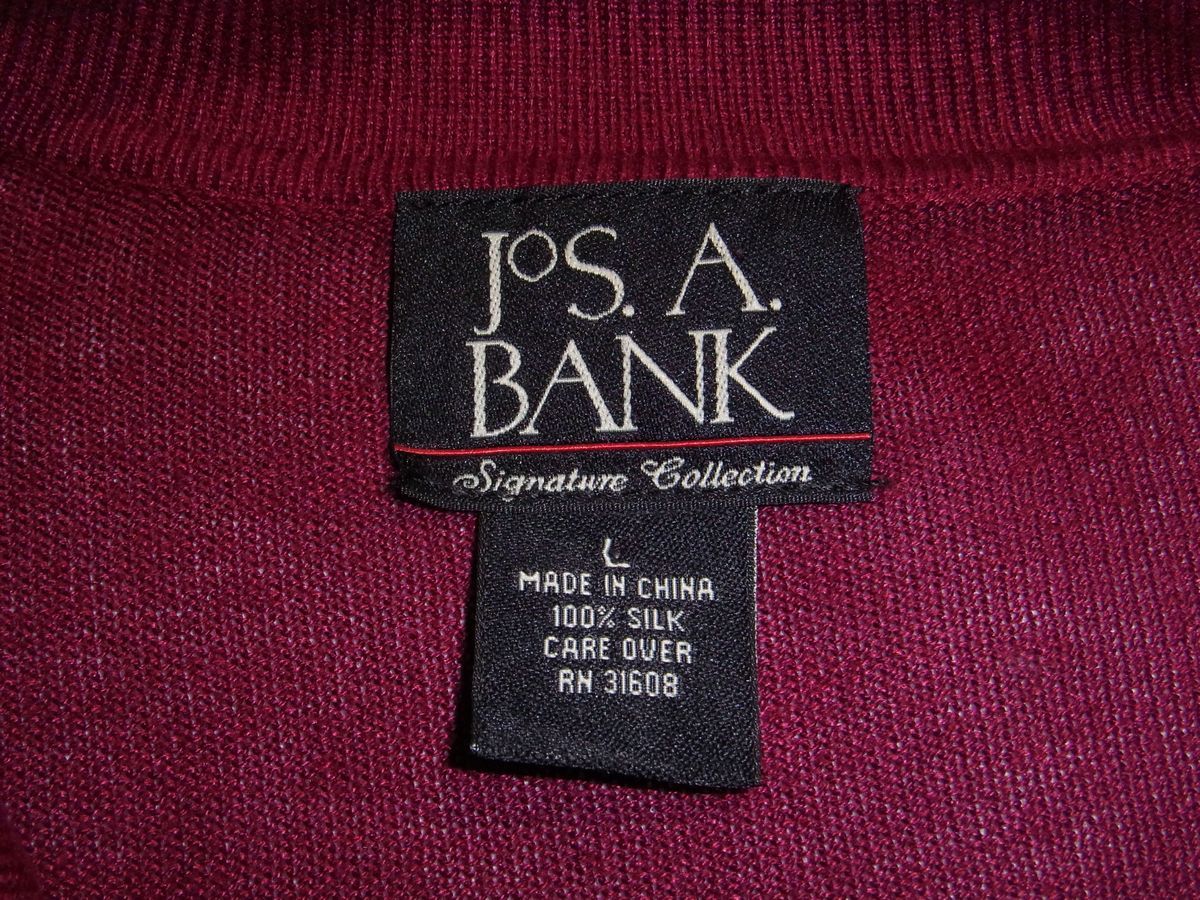 JoS. A.
BANK
Signature Collection
L
MADE IN CHINA
100% SILK
CARE OVER
RN 31608